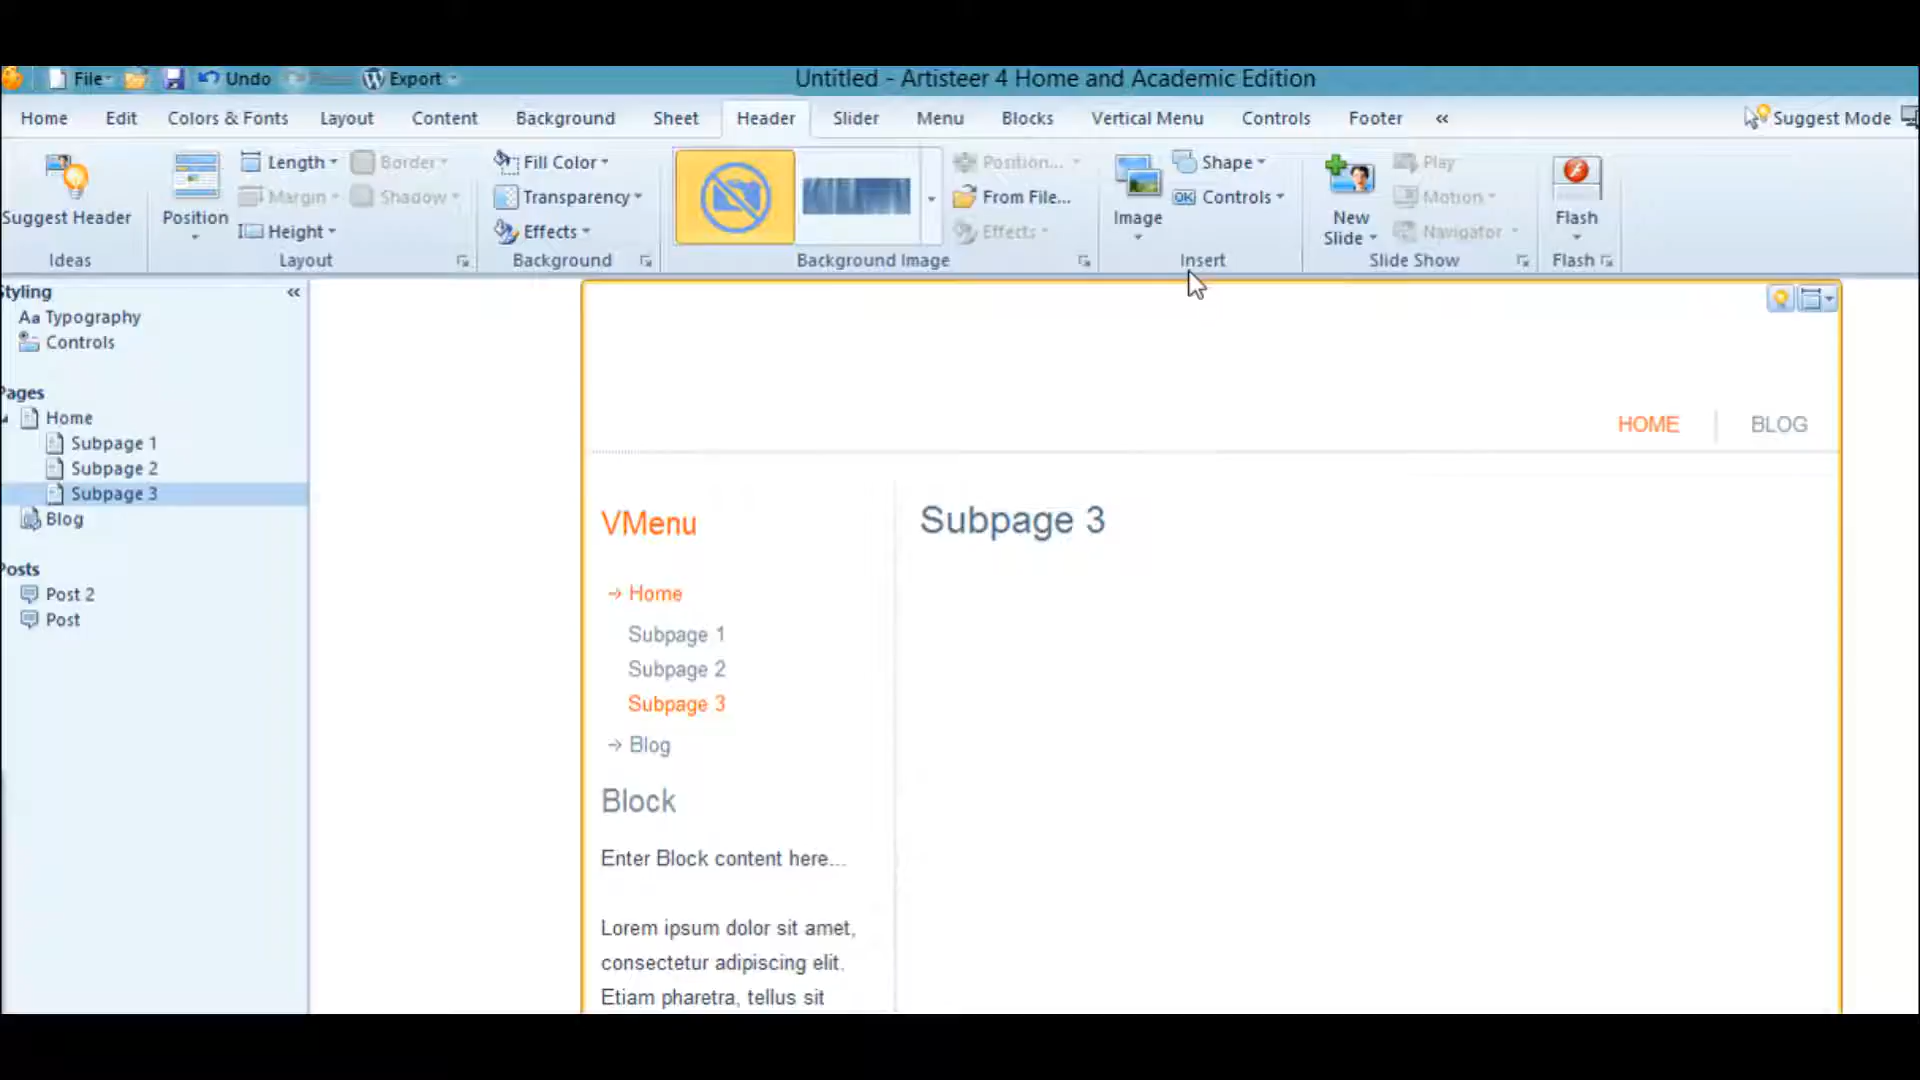 File Undo Export Untitled - Artisteer 4 Home and Academic Edition
Home Edit Colors & Fonts Layout Content Background Sheet Header Slider Menu Blocks Vertical Menu Controls Footer « Suggest Mode
Suggest Header
Ideas
Position
Length Border
Margin Shadow
Height
Layout
Fill Color
Transparency
Effects
Background
Position...
From File...
Effects
Background Image
Image
Shape
OK Controls
Insert
New
Slide
Play
Motion
Navigator
Slide Show
Flash
Flash
tyling «
Aa Typography
Controls
Pages
Home
Subpage 1
Subpage 2
Subpage 3
Blog
Posts
Post 2
Post
HOME BLOG
VMenu
→ Home
Subpage 1
Subpage 2
Subpage 3
→ Blog
Block
Enter Block content here...
Lorem ipsum dolor sit amet,
consectetur adipiscing elit.
Etiam pharetra, tellus sit
Subpage 3